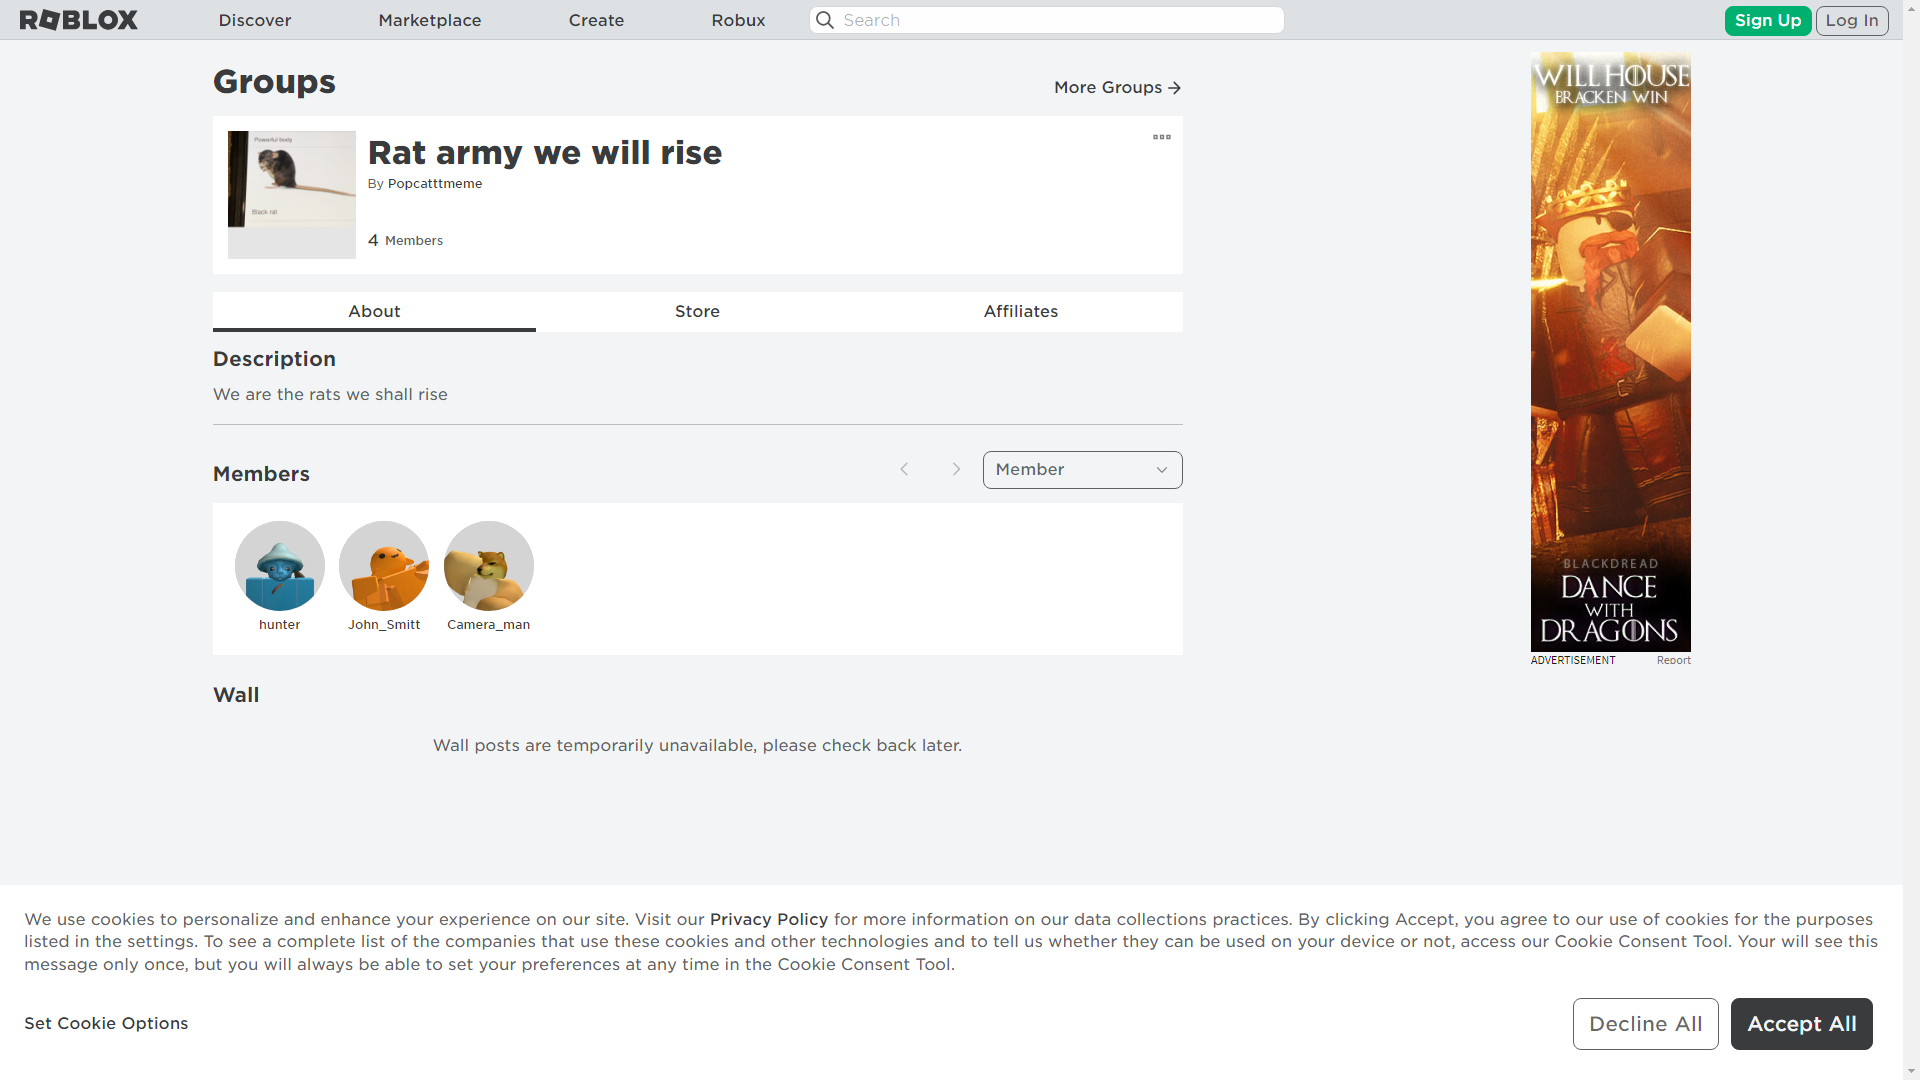 ROBLOX
Discover
Marketplace
Create
Robux
Search
Sign Up
Log In
Groups
More Groups
Powerful body
Black rat
Rat army we will rise
By Popcatttmeme
4 Members
About
Store
Affiliates
Description
We are the rats we shall rise
Members
Member
hunter
John_Smitt
Camera_man
Wall
Wall posts are temporarily unavailable, please check back later.
WILL HOUSE
BRACKEN WIN
BLACKDREAD
DANCE
WITH
DRAGONS
ADVERTISEMENT
Report
We use cookies to personalize and enhance your experience on our site. Visit our Privacy Policy for more information on our data collections practices. By clicking Accept, you agree to our use of cookies for the purposes
listed in the settings. To see a complete list of the companies that use these cookies and other technologies and to tell us whether they can be used on your device or not, access our Cookie Consent Tool. Your will see this
message only once, but you will always be able to set your preferences at any time in the Cookie Consent Tool.
Set Cookie Options
Decline All
Accept All